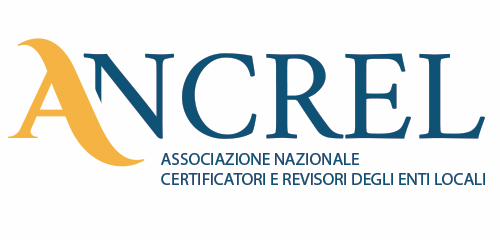 ANCREL
ASSOCIAZIONE NAZIONALE
CERTIFICATORI E REVISORI DEGLI ENTI LOCALI